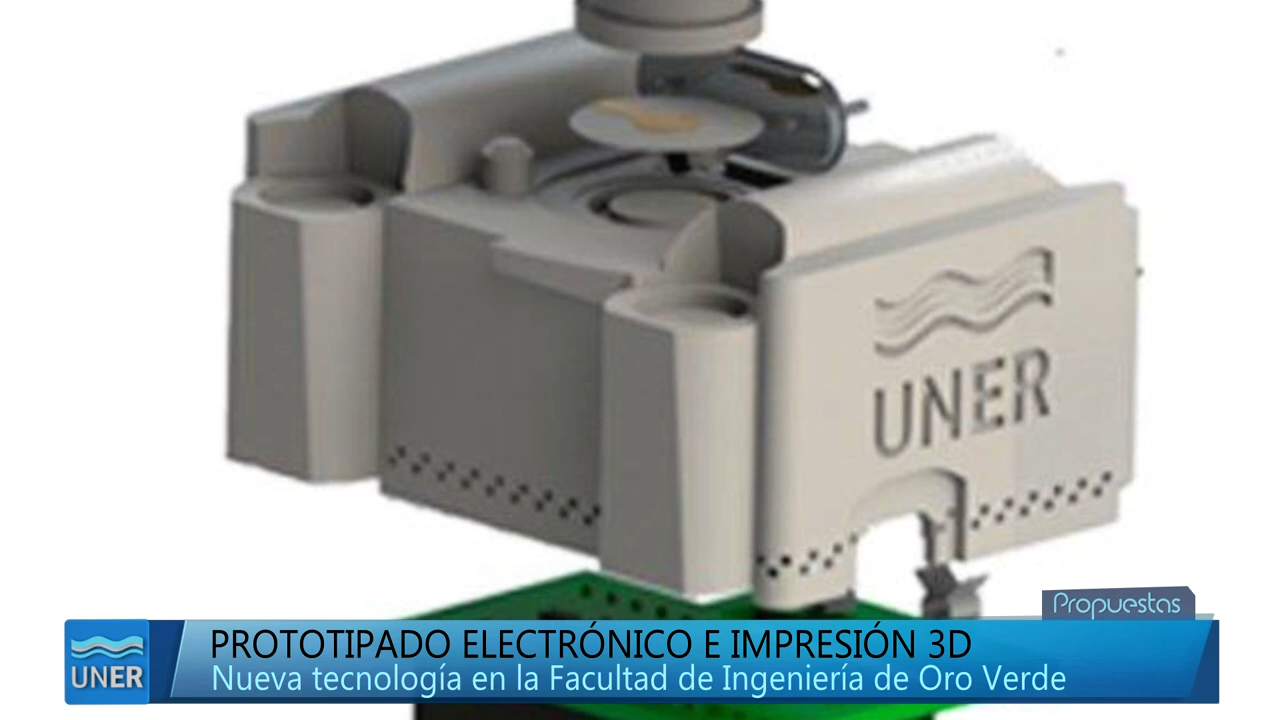 UNER
Propuestas
PROTOTIPADO ELECTRÓNICO E IMPRESIÓN 3D
Nueva tecnología en la Facultad de Ingeniería de Oro Verde
UNER